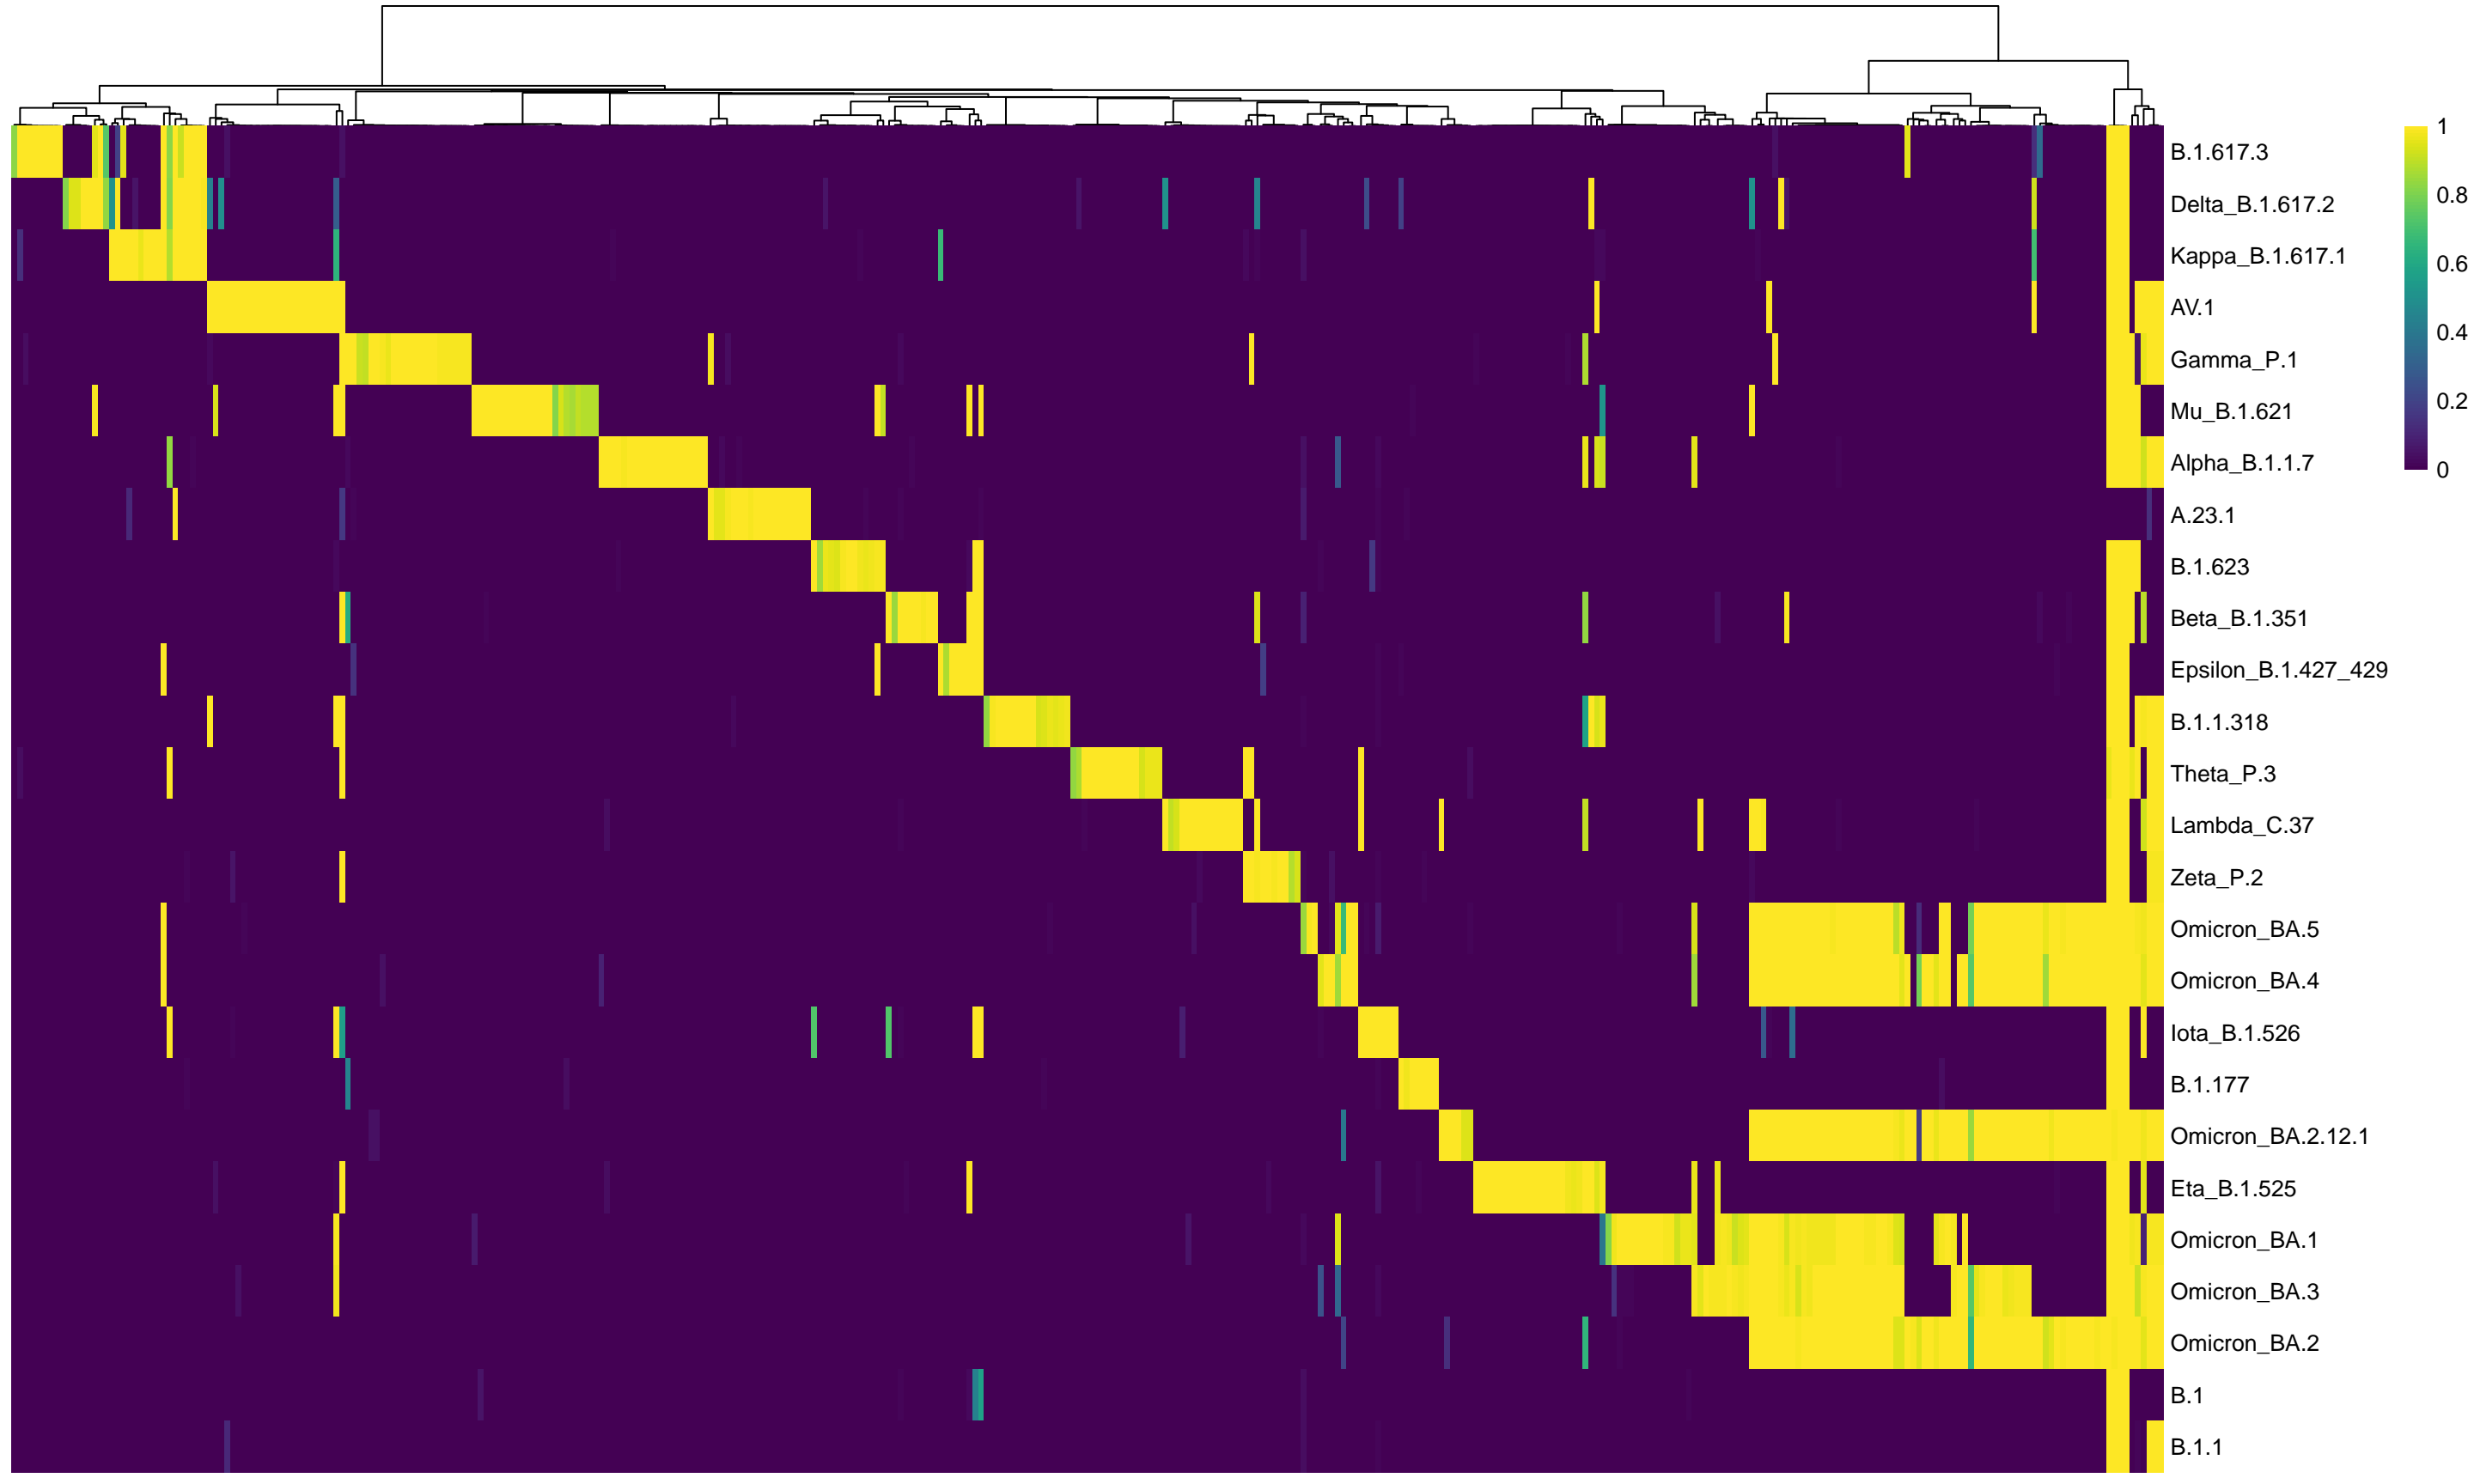 B.1.617.3
Delta_B.1.617.2
Kappa_B.1.617.1
AV.1
Gamma_P.1
Mu_B.1.621
Alpha_B.1.1.7
A.23.1
B.1.623
Beta_B.1.351
Epsilon_B.1.427_429
B.1.1.318
Theta_P.3
Lambda_C.37
Zeta_P.2
Omicron_BA.5
Omicron_BA.4
Iota_B.1.526
B.1.177
Omicron_BA.2.12.1
Eta_B.1.525
Omicron_BA.1
Omicron_BA.3
Omicron_BA.2
B.1
B.1.1
1
0.8
0.6
0.4
0.2
0